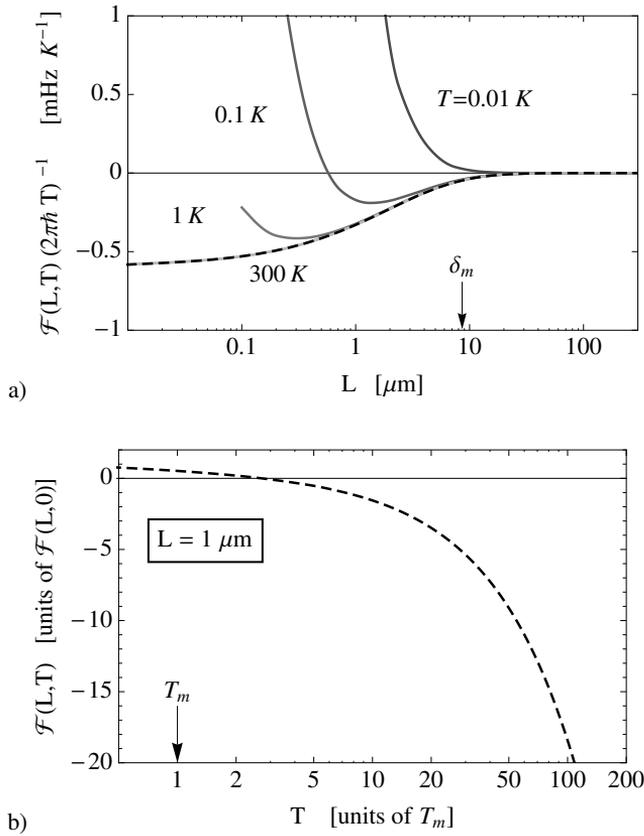 1
0.5
0
−0.5
−1
ℱ(L,T) (2πℏ T)⁻¹ [mHz K⁻¹]
T=0.01 K
0.1 K
1 K
300 K
δₘ
0.1 1 10 100
L [μm]
a)
0
−5
−10
−15
−20
ℱ(L,T) [units of ℱ(L,0)]
L = 1 μm
Tₘ
1 2 5 10 20 50 100 200
T [units of Tₘ]
b)